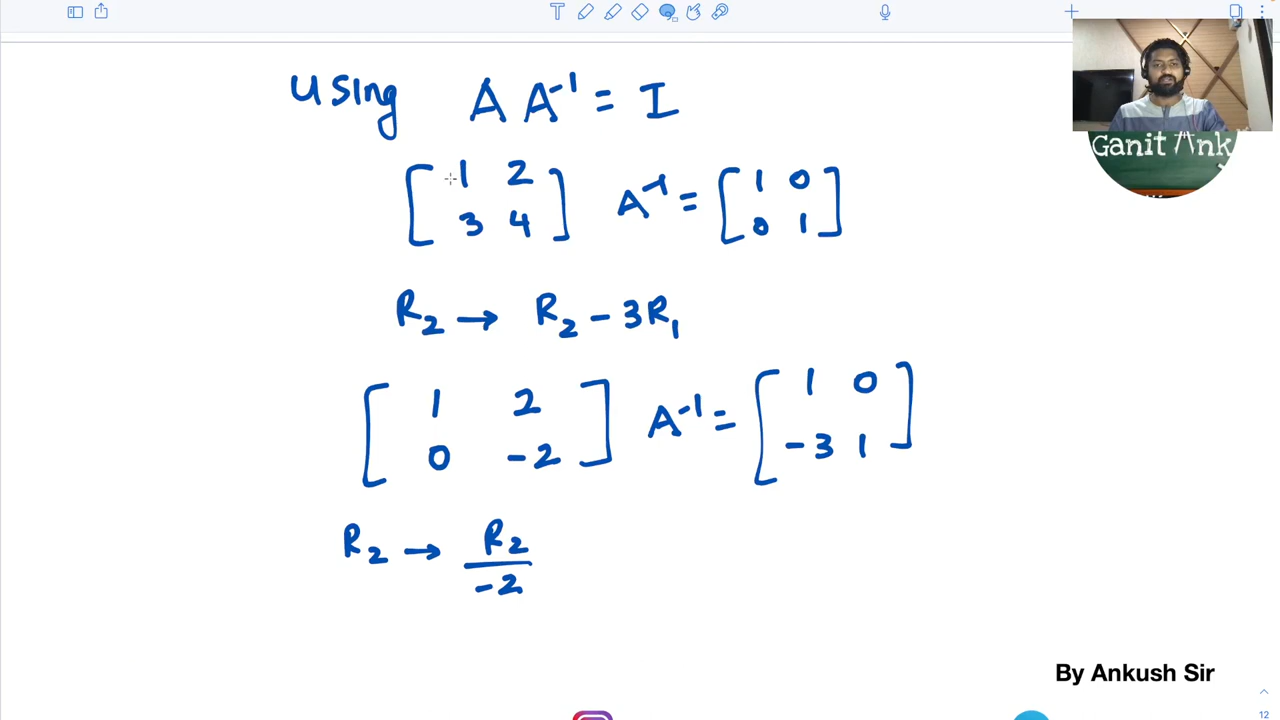 Ganit Ank
Using A A⁻¹ = I
[1 2
3 4] A⁻¹ = [1 0
0 1]
R₂ → R₂ - 3R₁
[1 2
0 -2] A⁻¹ = [1 0
-3 1]
R₂ → R₂/-2
By Ankush Sir
12